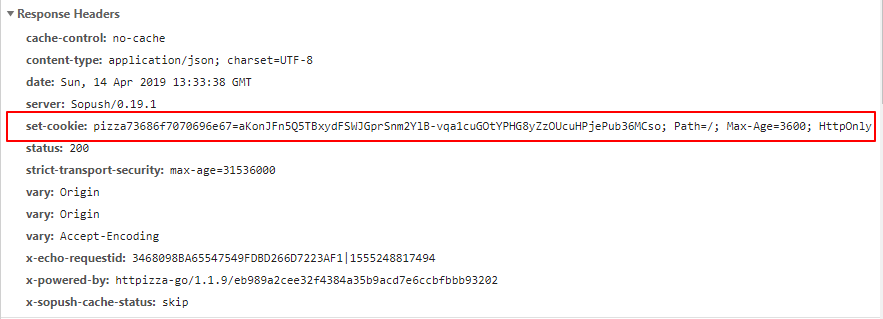 Response Headers
cache-control: no-cache
content-type: application/json; charset=UTF-8
date: Sun, 14 Apr 2019 13:33:38 GMT
server: Sopush/0.19.1
set-cookie: pizza73686f7070696e67=aKonJFn5Q5TBxydFSWJGprSnm2YlB-vqa1cuGOtYPHG8yZzOUcuHPjePub36MCso; Path=/; Max-Age=3600; HttpOnly
status: 200
strict-transport-security: max-age=31536000
vary: Origin
vary: Origin
vary: Accept-Encoding
x-echo-requestid: 3468098BA65547549FDBD266D7223AF1|1555248817494
x-powered-by: httpizza-go/1.1.9/eb989a2cee32f4384a35b9acd7e6ccbfbbb93202
x-sopush-cache-status: skip